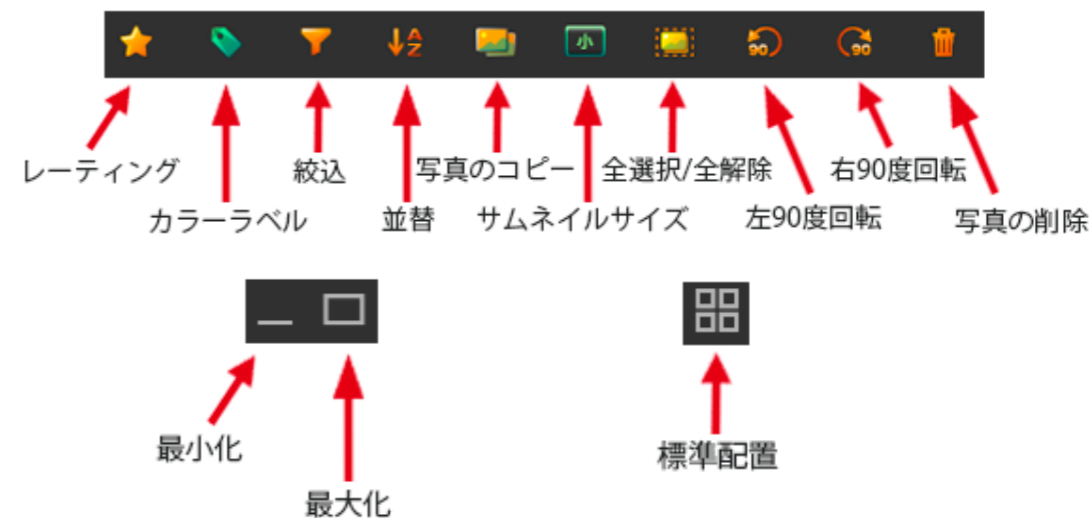 A
Z
小
90
90
レーティング
絞込
写真のコピー
全選択/全解除
右90度回転
カラーラベル
並替
サムネイルサイズ
左90度回転
写真の削除
最小化
最大化
標準配置